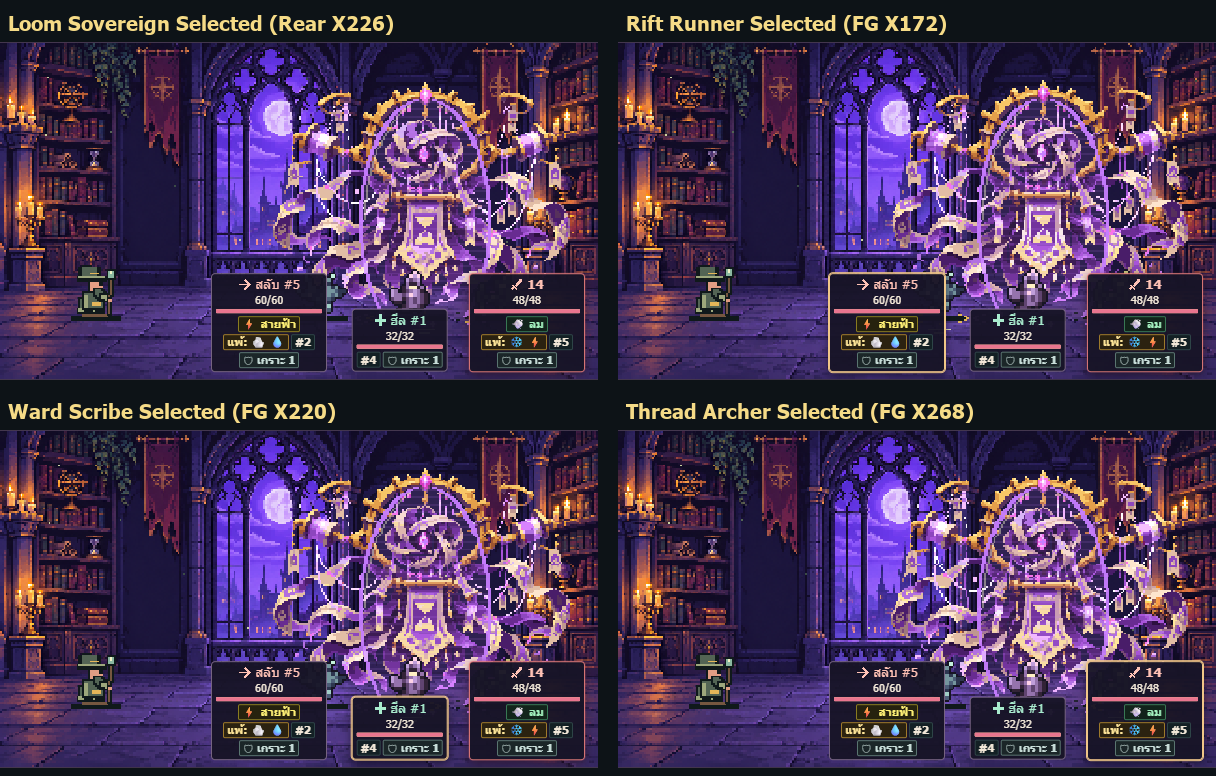 Loom Sovereign Selected (Rear X226)
สลับ #5
60/60
สายฟ้า
แพ้: #2
เกราะ 1
ฮีล #1
32/32
#4 เกราะ 1
14
48/48
ลม
แพ้: #5
เกราะ 1
Rift Runner Selected (FG X172)
สลับ #5
60/60
สายฟ้า
แพ้: #2
เกราะ 1
ฮีล #1
32/32
#4 เกราะ 1
14
48/48
ลม
แพ้: #5
เกราะ 1
Ward Scribe Selected (FG X220)
สลับ #5
60/60
สายฟ้า
แพ้: #2
เกราะ 1
ฮีล #1
32/32
#4 เกราะ 1
14
48/48
ลม
แพ้: #5
เกราะ 1
Thread Archer Selected (FG X268)
สลับ #5
60/60
สายฟ้า
แพ้: #2
เกราะ 1
ฮีล #1
32/32
#4 เกราะ 1
14
48/48
ลม
แพ้: #5
เกราะ 1